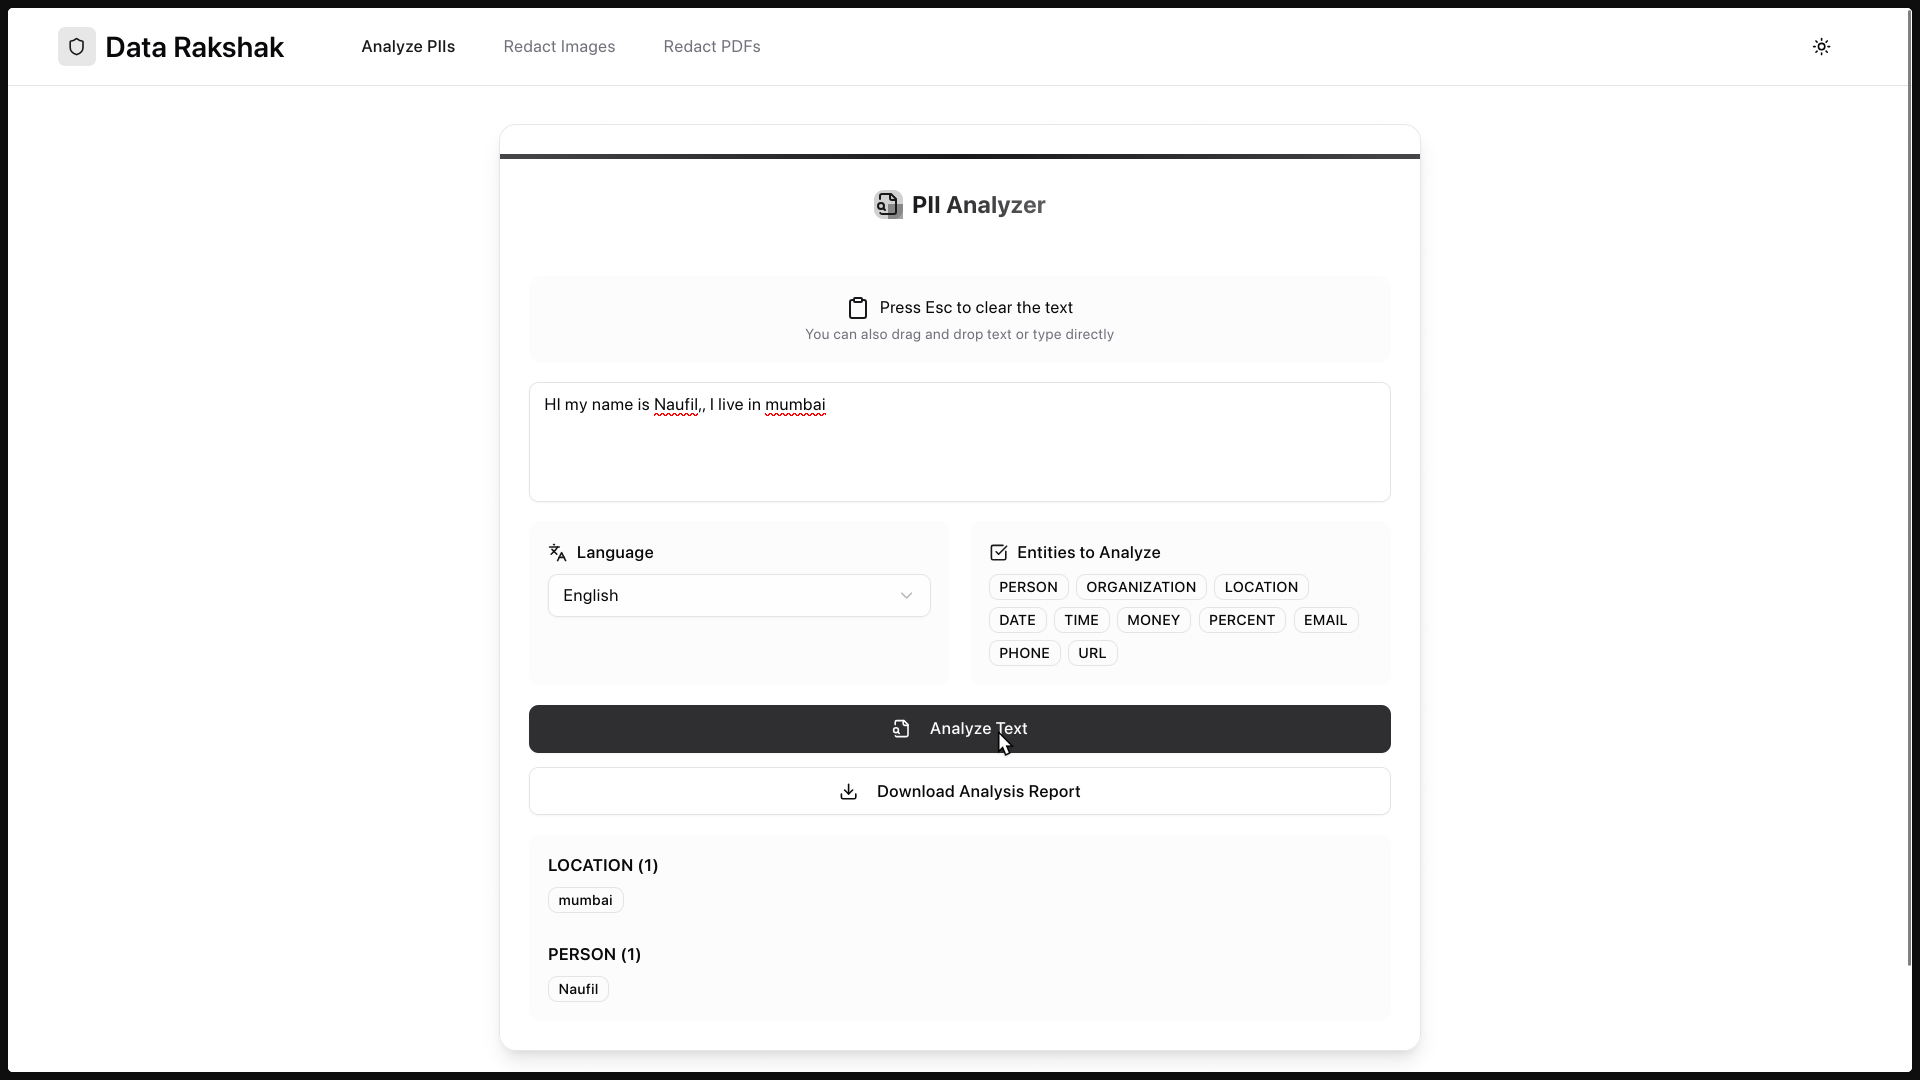 Data Rakshak
Analyze PIIs
Redact Images
Redact PDFs
PII Analyzer
Press Esc to clear the text
You can also drag and drop text or type directly
HI my name is Naufil,, I live in mumbai
Language
English
Entities to Analyze
PERSON ORGANIZATION LOCATION
DATE TIME MONEY PERCENT EMAIL
PHONE URL
Analyze Text
Download Analysis Report
LOCATION (1)
mumbai
PERSON (1)
Naufil